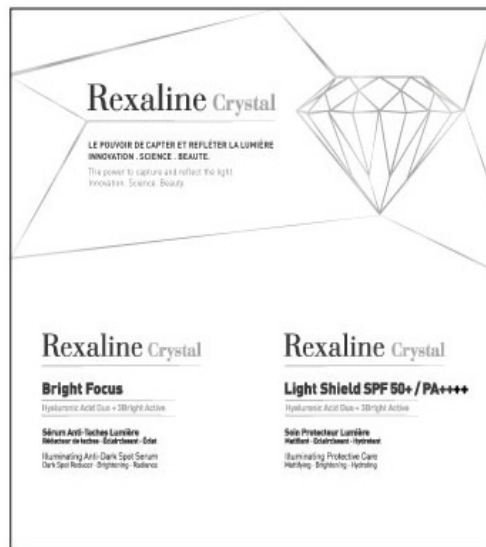 Rexaline Crystal
LE POUVOIR DE CAPTER ET REFLÉTER LA LUMIÈRE
INNOVATION . SCIENCE . BEAUTE.
The power to capture and reflect the light.
Innovation. Science. Beauty.
Rexaline Crystal
Bright Focus
Hyaluronic Acid Duo + 3Bright Active
Sérum Anti-Taches Lumière
Réducteur de taches - Éclaircissant - Éclat
Illuminating Anti-Dark Spot Serum
Dark Spot Reducer - Brightening - Radiance
Rexaline Crystal
Light Shield SPF 50+ / PA++++
Hyaluronic Acid Duo + 3Bright Active
Soin Protecteur Lumière
Matifiant - Éclaircissant - Hydratant
Illuminating Protective Care
Mattifying - Brightening - Hydrating